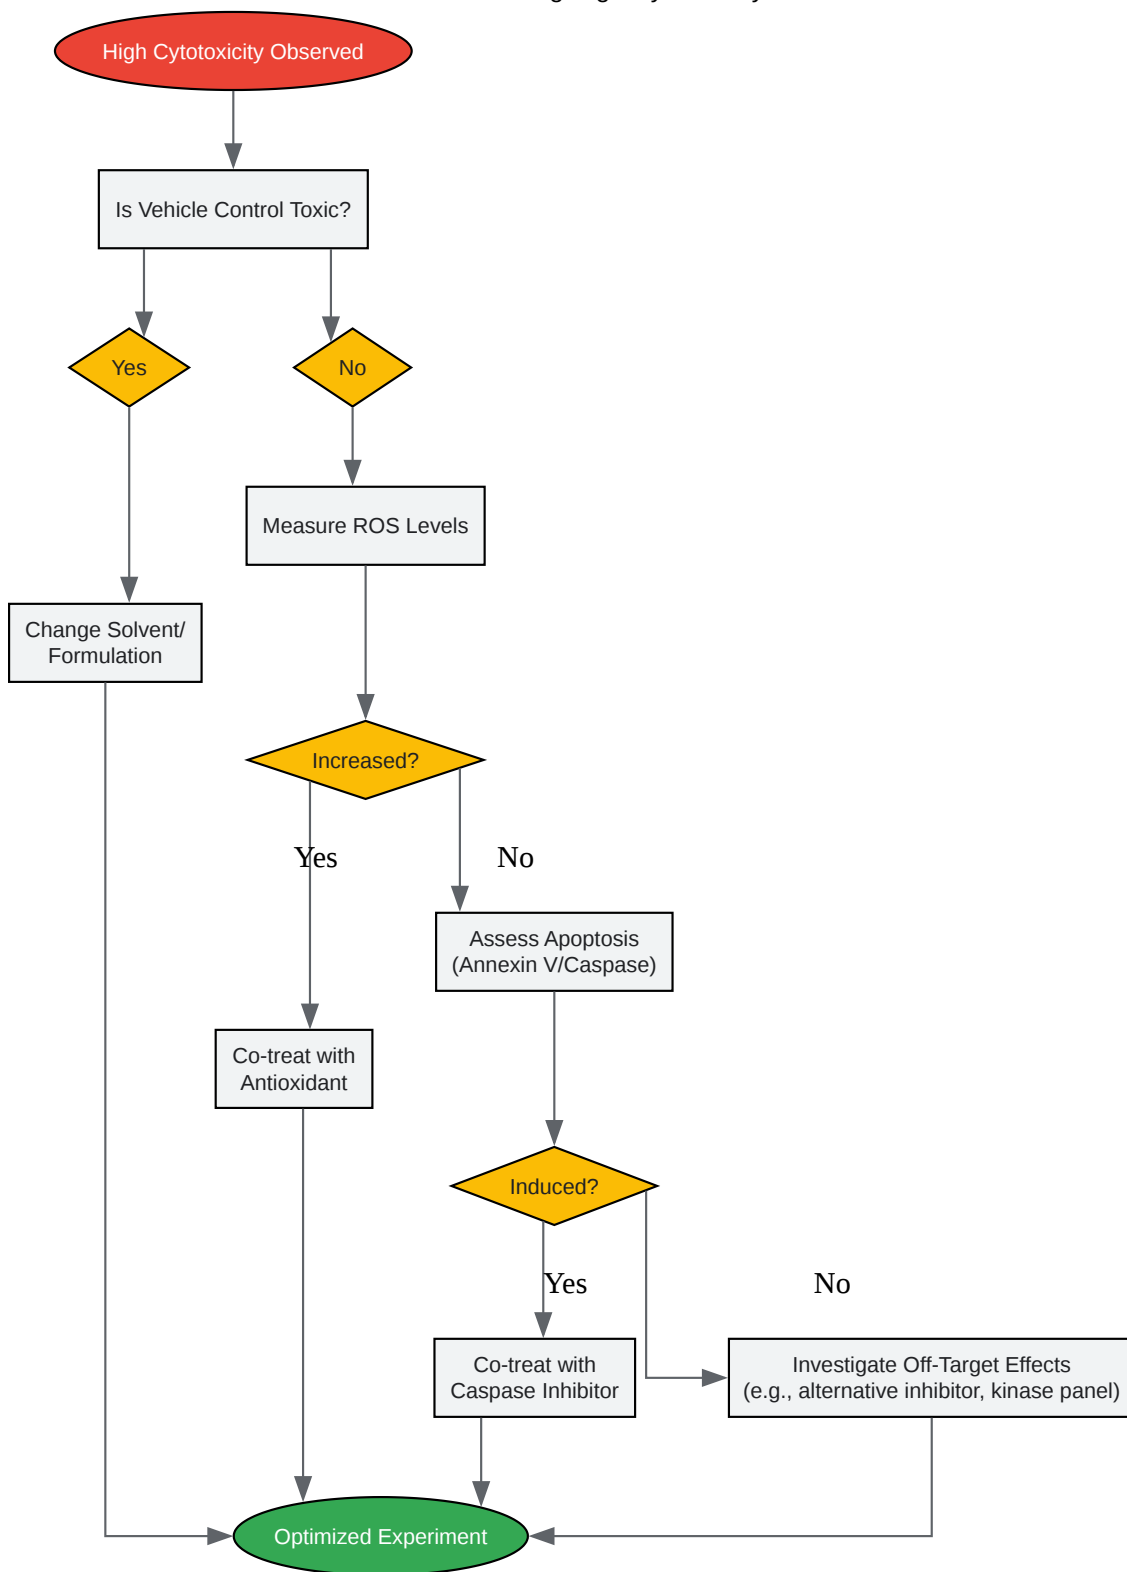 High Cytotoxicity Observed
Is Vehicle Control Toxic?
Yes
No
Measure ROS Levels
Change Solvent/
Formulation
Increased?
Yes
No
Assess Apoptosis
(Annexin V/Caspase)
Co-treat with
Antioxidant
Induced?
Yes
No
Co-treat with
Caspase Inhibitor
Investigate Off-Target Effects
(e.g., alternative inhibitor, kinase panel)
Optimized Experiment